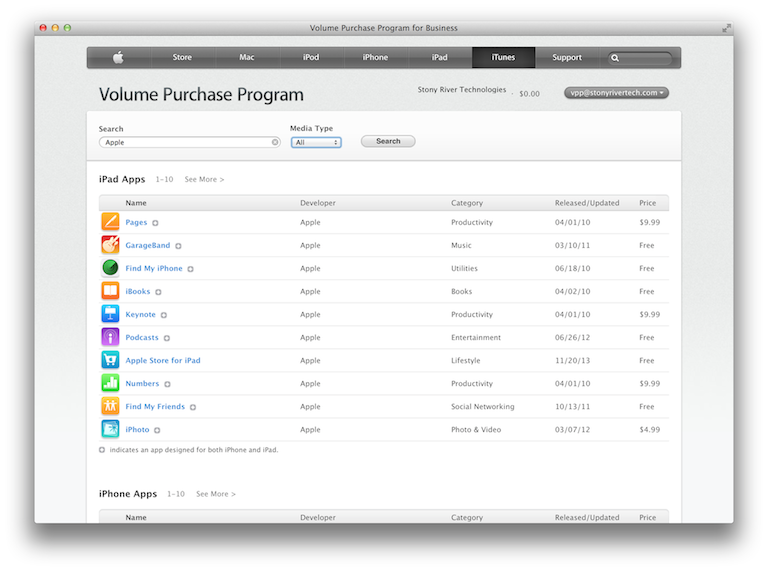 Volume Purchase Program for Business
Store Mac iPod iPhone iPad iTunes Support
Volume Purchase Program
Stony River Technologies · $0.00 vpp@stonyrivertech.com
Search Media Type
Apple All Search
iPad Apps 1-10 See More >
Name Developer Category Released/Updated Price
Pages Apple Productivity 04/01/10 $9.99
GarageBand Apple Music 03/10/11 Free
Find My iPhone Apple Utilities 06/18/10 Free
iBooks Apple Books 04/02/10 Free
Keynote Apple Productivity 04/01/10 $9.99
Podcasts Apple Entertainment 06/26/12 Free
Apple Store for iPad Apple Lifestyle 11/20/13 Free
Numbers Apple Productivity 04/01/10 $9.99
Find My Friends Apple Social Networking 10/13/11 Free
iPhoto Apple Photo & Video 03/07/12 $4.99
indicates an app designed for both iPhone and iPad.
iPhone Apps 1-10 See More >
Name Developer Category Released/Updated Price